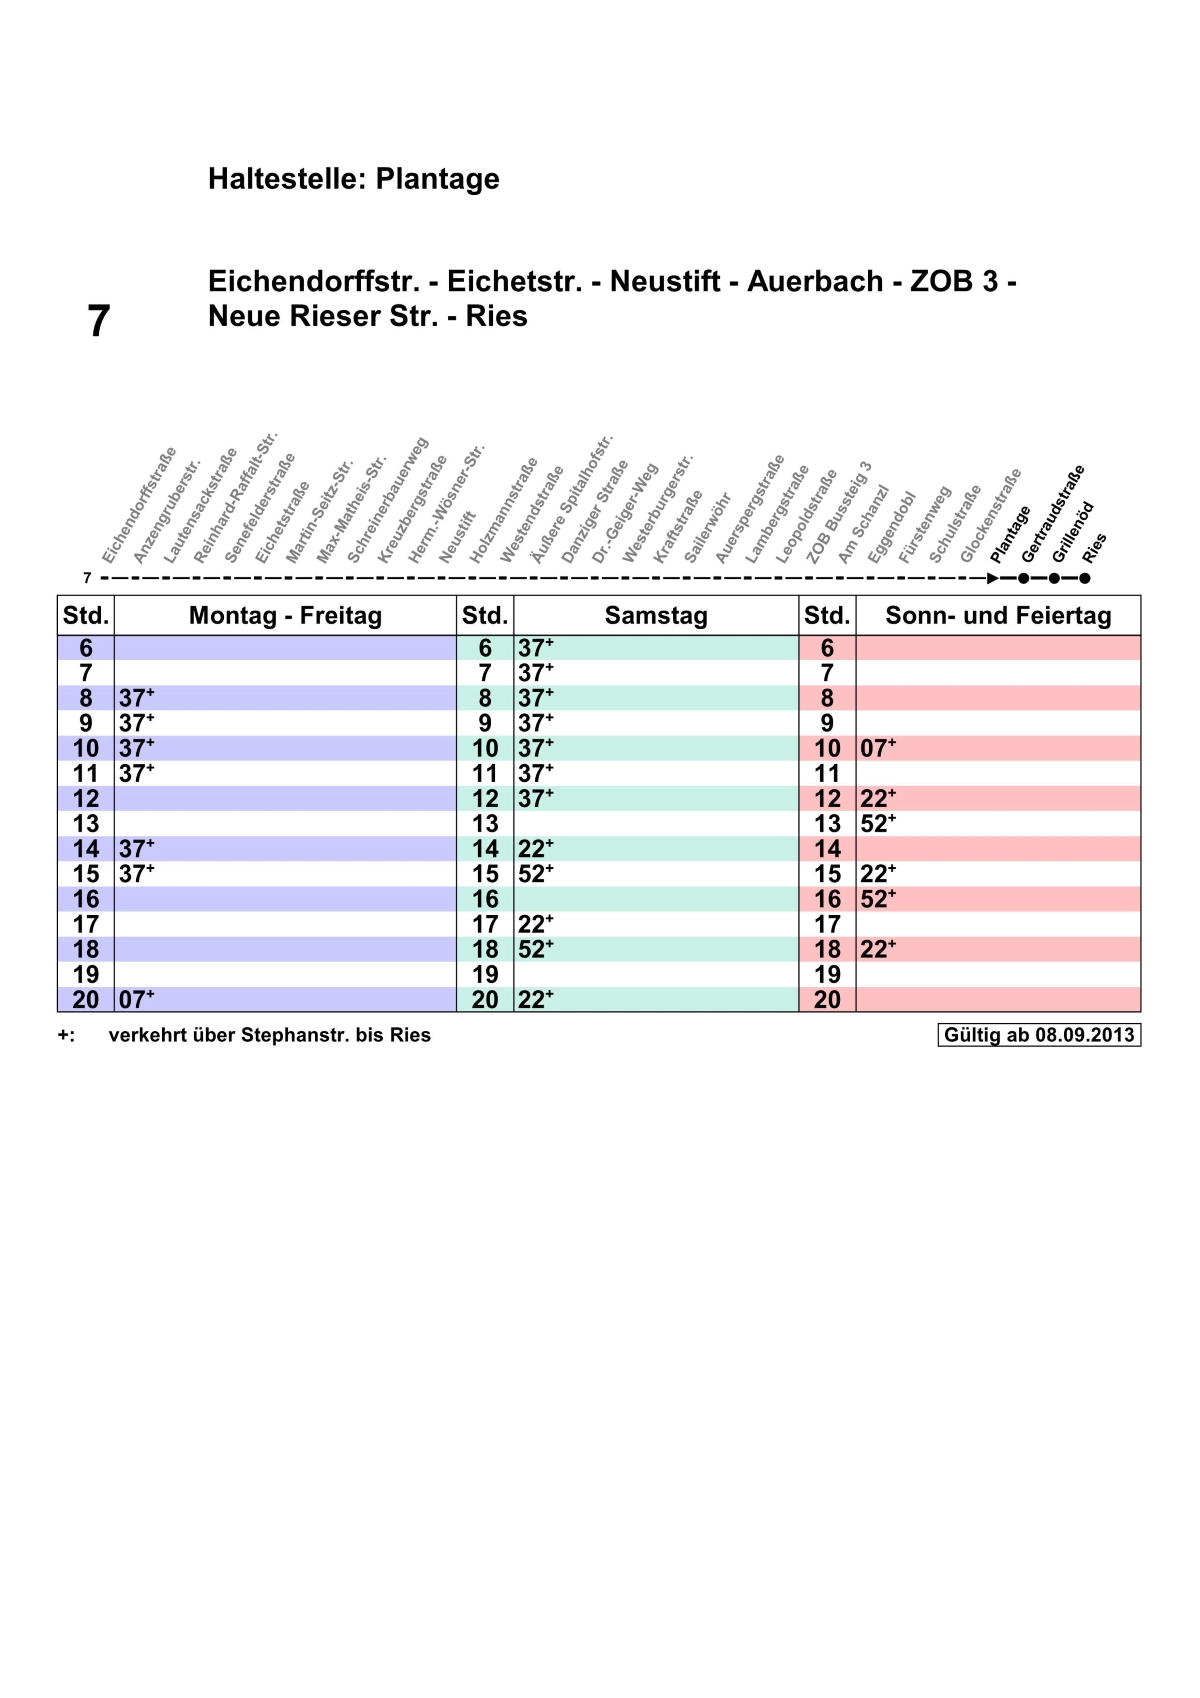 Haltestelle: Plantage
Eichendorffstr. - Eichetstr. - Neustift - Auerbach - ZOB 3 -
7 Neue Rieser Str. - Ries
Eichendorffstraße
Anzengruberstr.
Lautensackstraße
Reinhard-Raffalt-Str.
Senefelderstraße
Eichetstraße
Martin-Seitz-Str.
Max-Matheis-Str.
Schreinerbauerweg
Kreuzbergstraße
Herm.-Wösner-Str.
Neustift
Holzmannstraße
Westendstraße
Äußere Spitalhofstr.
Danziger Straße
Dr.-Geiger-Weg
Westerburgerstr.
Kraftstraße
Sailerwöhr
Auerspergstraße
Lambergstraße
Leopoldstraße
ZOB Bussteig 3
Am Schanzl
Eggendobl
Fürstenweg
Schulstraße
Glockenstraße
Plantage
Gertraudstraße
Grillenöd
Ries
7
Std. Montag - Freitag Std. Samstag Std. Sonn- und Feiertag
6 6 37+ 6
7 7 37+ 7
8 37+ 8 37+ 8
9 37+ 9 37+ 9
10 37+ 10 37+ 10 07+
11 37+ 11 37+ 11
12 12 37+ 12 22+
13 13 13 52+
14 37+ 14 22+ 14
15 37+ 15 52+ 15 22+
16 16 16 52+
17 17 22+ 17
18 18 52+ 18 22+
19 19 19
20 07+ 20 22+ 20
+: verkehrt über Stephanstr. bis Ries Gültig ab 08.09.2013